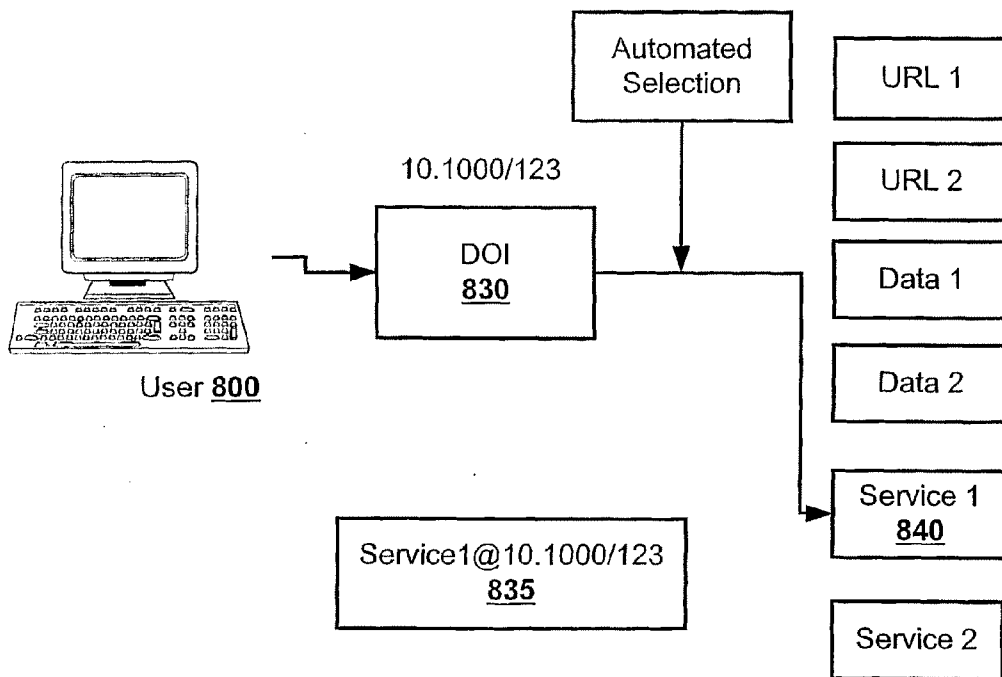 Automated
Selection
URL 1
10.1000/123
URL 2
DOI
830
Data 1
User 800
Data 2
Service 1
840
Service1@10.1000/123
835
Service 2